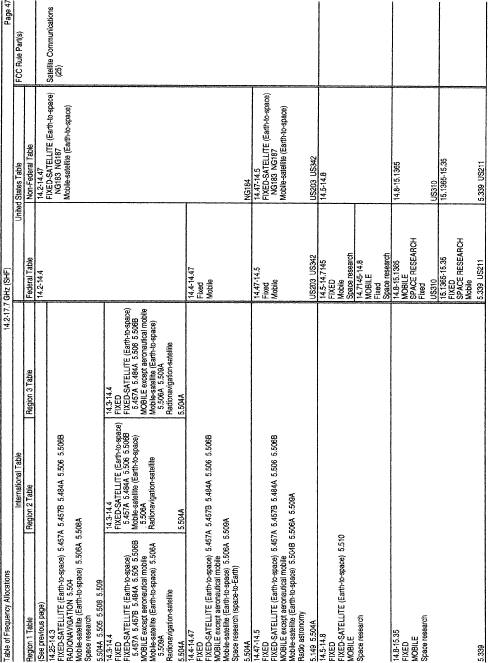 Table of Frequency Allocations
14.2-17.7 GHz (SHF)
Page 47
International Table
United States Table
FCC Rule Part(s)
Region 1 Table
Region 2 Table
Region 3 Table
Federal Table
Non-Federal Table
(See previous page)
14.25-14.3
FIXED-SATELLITE (Earth-to-space) 5.457A 5.457B 5.484A 5.506 5.506B
RADIONAVIGATION 5.504
Mobile-satellite (Earth-to-space) 5.506A 5.508A
Space research
5.504A 5.505 5.508 5.509
14.3-14.4
FIXED
FIXED-SATELLITE (Earth-to-space)
5.457A 5.457B 5.484A 5.506 5.506B
MOBILE except aeronautical mobile
Mobile-satellite (Earth-to-space) 5.506A
5.509A
Radionavigation-satellite
5.504A
14.3-14.4
FIXED-SATELLITE (Earth-to-space)
5.457A 5.484A 5.506 5.506B
Mobile-satellite (Earth-to-space)
5.506A
Radionavigation-satellite
5.504A
14.3-14.4
FIXED
FIXED-SATELLITE (Earth-to-space)
5.457A 5.484A 5.506 5.506B
MOBILE except aeronautical mobile
Mobile-satellite (Earth-to-space)
5.506A 5.509A
Radionavigation-satellite
5.504A
14.4-14.47
FIXED
FIXED-SATELLITE (Earth-to-space) 5.457A 5.457B 5.484A 5.506 5.506B
MOBILE except aeronautical mobile
Mobile-satellite (Earth-to-space) 5.506A 5.509A
Space research (space-to-Earth)
5.504A
14.47-14.5
FIXED
FIXED-SATELLITE (Earth-to-space) 5.457A 5.457B 5.484A 5.506 5.506B
MOBILE except aeronautical mobile
Mobile-satellite (Earth-to-space) 5.504B 5.506A 5.509A
Radio astronomy
5.149 5.504A
14.5-14.8
FIXED
FIXED-SATELLITE (Earth-to-space) 5.510
MOBILE
Space research
14.8-15.35
FIXED
MOBILE
Space research
5.339
14.2-14.4
14.4-14.47
Fixed
Mobile
14.47-14.5
Fixed
Mobile
US203 US342
14.5-14.7145
FIXED
Mobile
Space research
14.7145-14.8
MOBILE
Fixed
Space research
14.8-15.1365
MOBILE
SPACE RESEARCH
Fixed
US310
15.1365-15.35
FIXED
SPACE RESEARCH
Mobile
5.339 US211
14.2-14.47
FIXED-SATELLITE (Earth-to-space)
NG183 NG187
Mobile-satellite (Earth-to-space)
NG184
14.47-14.5
FIXED-SATELLITE (Earth-to-space)
NG183 NG187
Mobile-satellite (Earth-to-space)
US203 US342
14.5-14.8
14.8-15.1365
US310
15.1365-15.35
5.339 US211
Satellite Communications
(25)